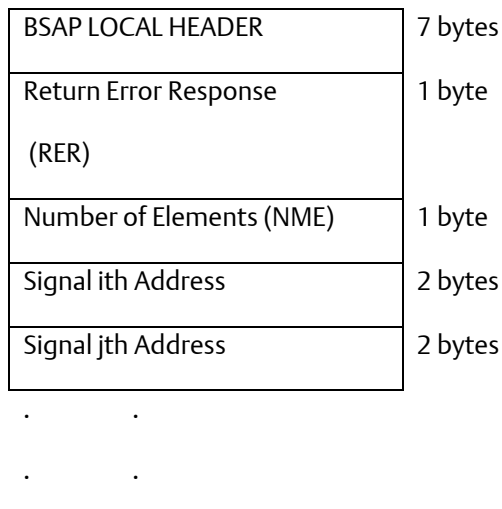 BSAP LOCAL HEADER 7 bytes
Return Error Response 1 byte
(RER)
Number of Elements (NME) 1 byte
Signal ith Address 2 bytes
Signal jth Address 2 bytes
. .
. .